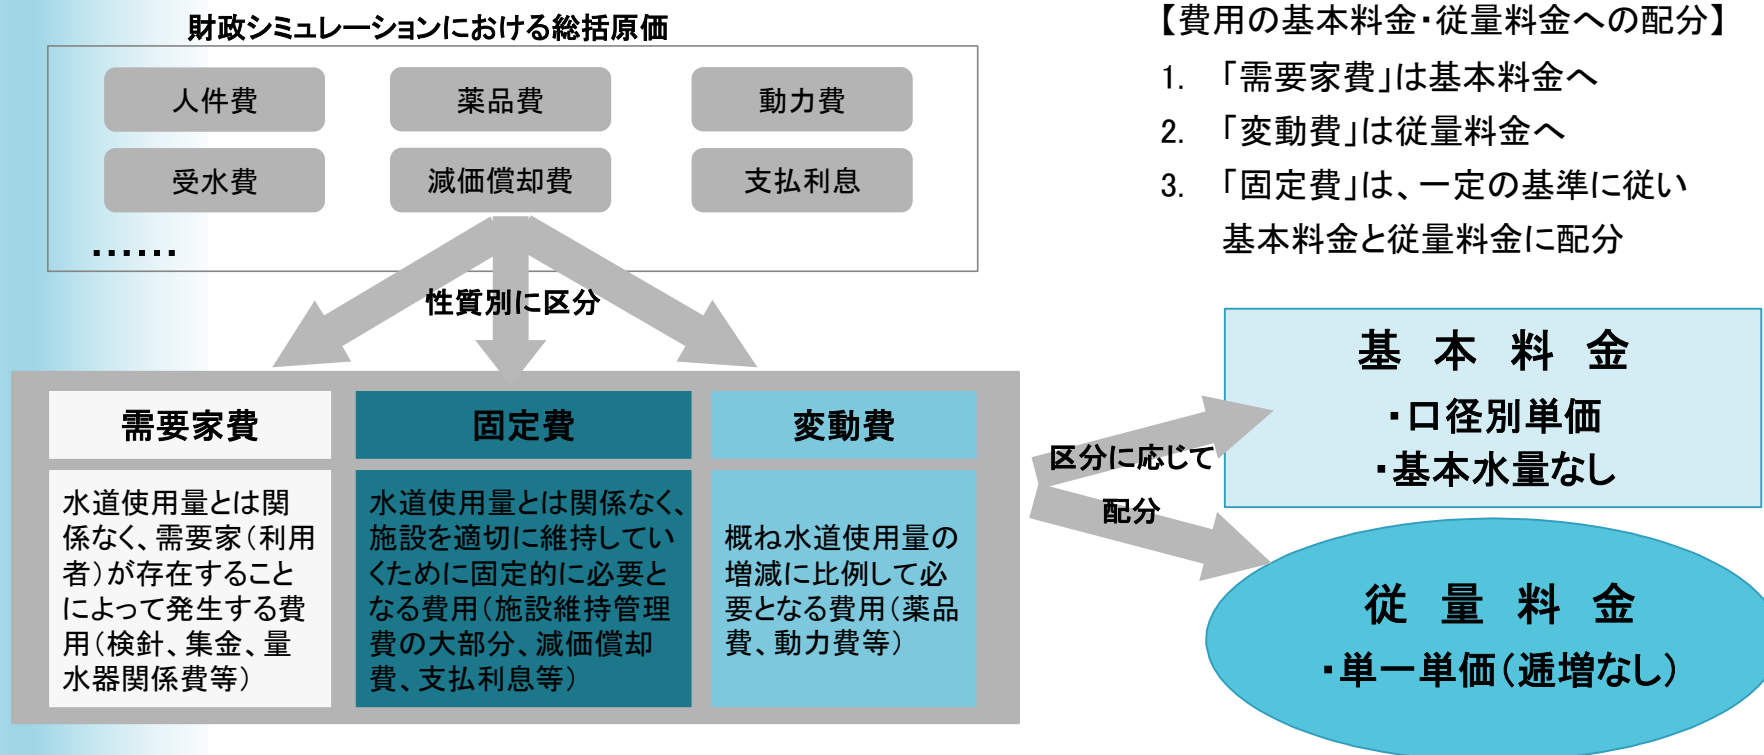 財政シミュレーションにおける総括原価
人件費
薬品費
動力費
受水費
減価償却費
支払利息
……
性質別に区分
需要家費
固定費
変動費
水道使用量とは関
係なく、需要家（利用
者）が存在すること
によって発生する費
用（検針、集金、量
水器関係費等）
水道使用量とは関係なく、
施設を適切に維持してい
くために固定的に必要と
なる費用（施設維持管理
費の大部分、減価償却
費、支払利息等）
概ね水道使用量の
増減に比例して必
要となる費用（薬品
費、動力費等）
【費用の基本料金・従量料金への配分】
1. 「需要家費」は基本料金へ
2. 「変動費」は従量料金へ
3. 「固定費」は、一定の基準に従い
基本料金と従量料金に配分
区分に応じて
配分
基 本 料 金
・口径別単価
・基本水量なし
従 量 料 金
・単一単価（逓増なし）